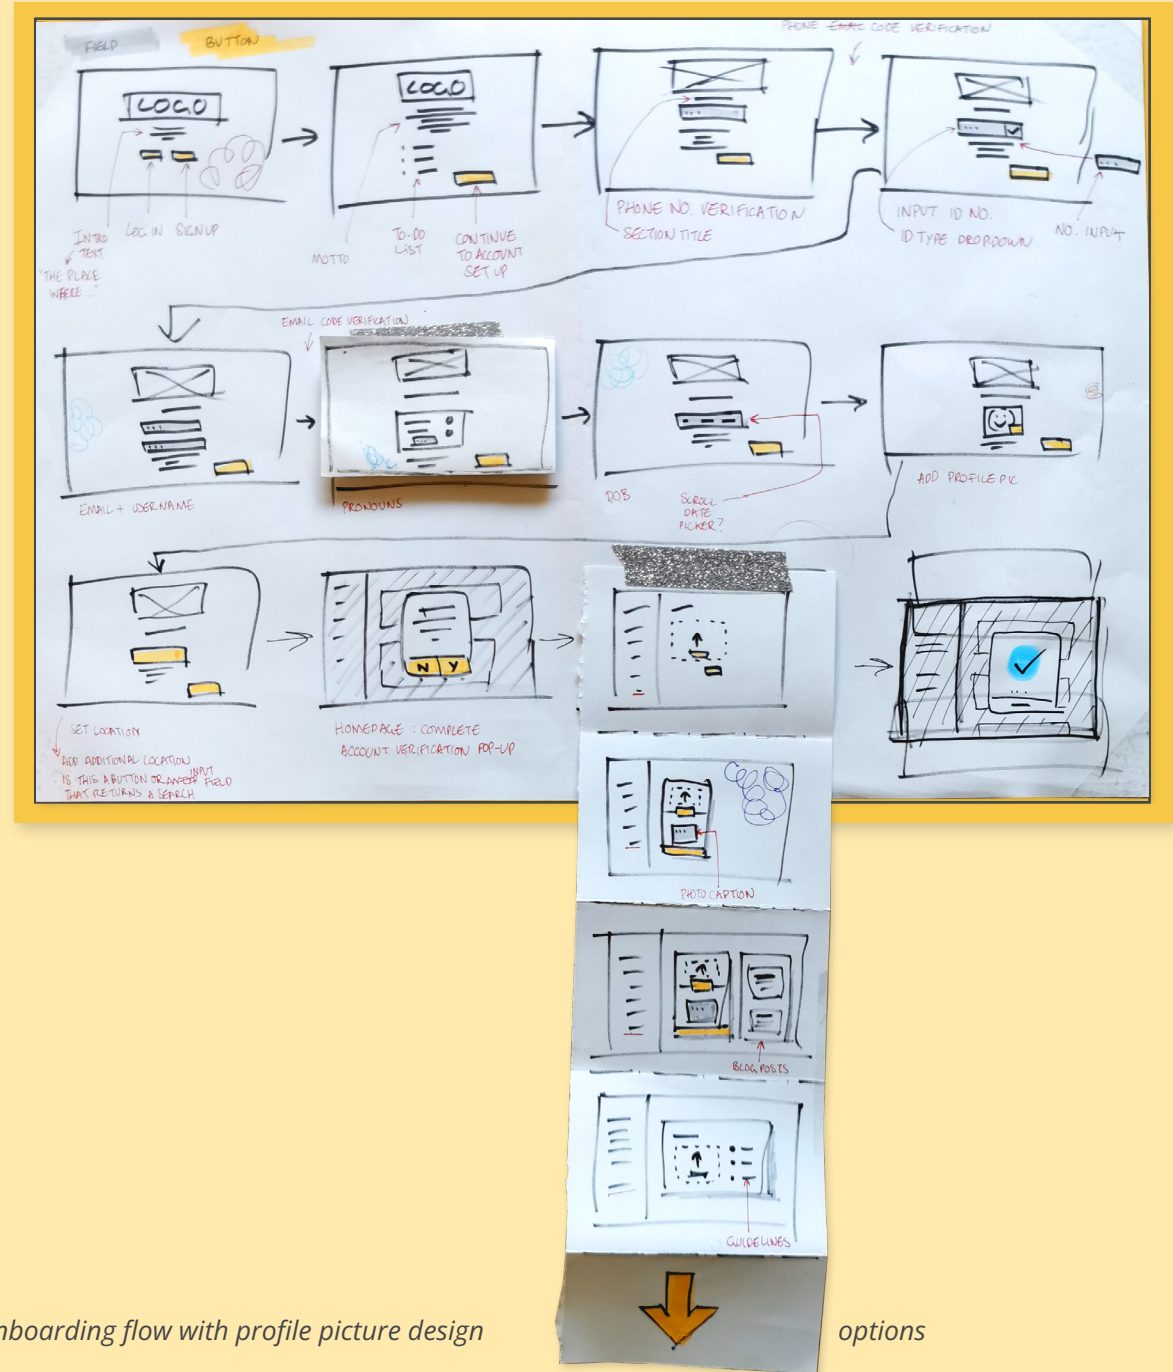 FIELD
BUTTON
PHONE EMAIL CODE VERIFICATION
LOGO
LOGO
INTRO
TEXT
"THE PLACE
WHERE..."
LOG IN
SIGN UP
MOTTO
TO-DO
LIST
CONTINUE
TO ACCOUNT
SET UP
PHONE NO. VERIFICATION
SECTION TITLE
INPUT ID NO.
ID TYPE DROPDOWN
NO. INPUT
EMAIL CODE VERIFICATION
EMAIL + USERNAME
PRONOUNS
DOB
SCROLL
DATE
PICKER?
ADD PROFILE PIC
N Y
SET LOCATION
ADD ADDITIONAL LOCATION
IS THIS A BUTTON OR AN INPUT FIELD
THAT RETURNS A SEARCH
HOMEPAGE : COMPLETE
ACCOUNT VERIFICATION POP-UP
PHOTO CAPTION
BLOG POSTS
GUIDELINES
nboarding flow with profile picture design options